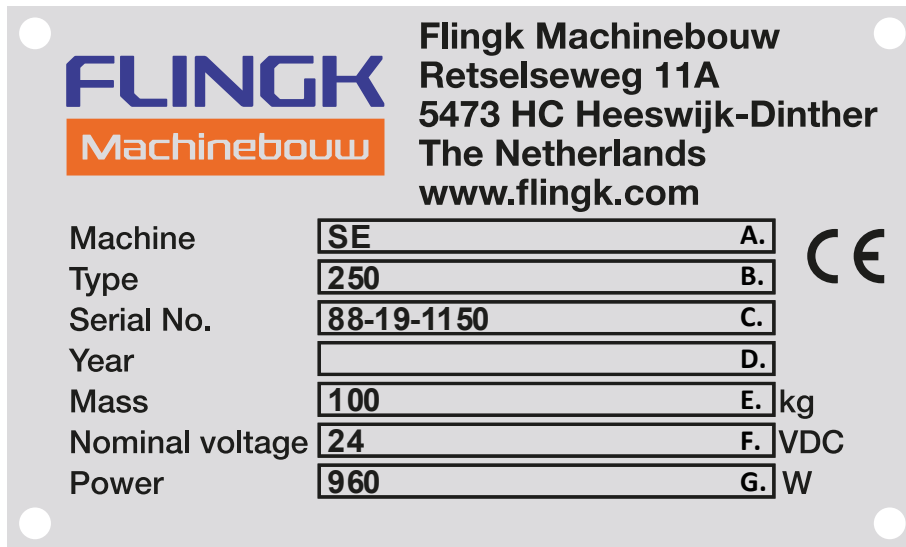 FLINGK
Machinebouw
Flingk Machinebouw
Retselseweg 11A
5473 HC Heeswijk-Dinther
The Netherlands
www.flingk.com
Machine SE A.
Type 250 B.
Serial No. 88-19-1150 C.
Year D.
Mass 100 E. kg
Nominal voltage 24 F. VDC
Power 960 G. W
CE